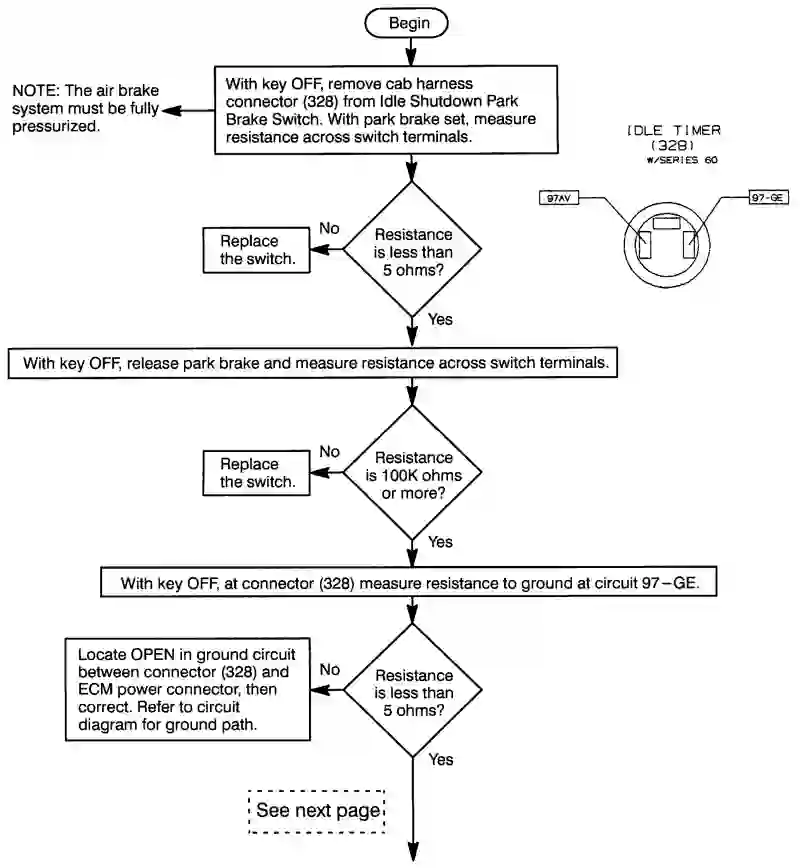 Begin
NOTE: The air brake
system must be fully
pressurized.
With key OFF, remove cab harness
connector (328) from Idle Shutdown Park
Brake Switch. With park brake set, measure
resistance across switch terminals.
IDLE TIMER
(328)
W/SERIES 60
97AV
97-GE
Resistance
is less than
5 ohms?
No
Replace
the switch.
Yes
With key OFF, release park brake and measure resistance across switch terminals.
Resistance
is 100K ohms
or more?
No
Replace
the switch.
Yes
With key OFF, at connector (328) measure resistance to ground at circuit 97–GE.
Resistance
is less than
5 ohms?
No
Locate OPEN in ground circuit
between connector (328) and
ECM power connector, then
correct. Refer to circuit
diagram for ground path.
Yes
See next page